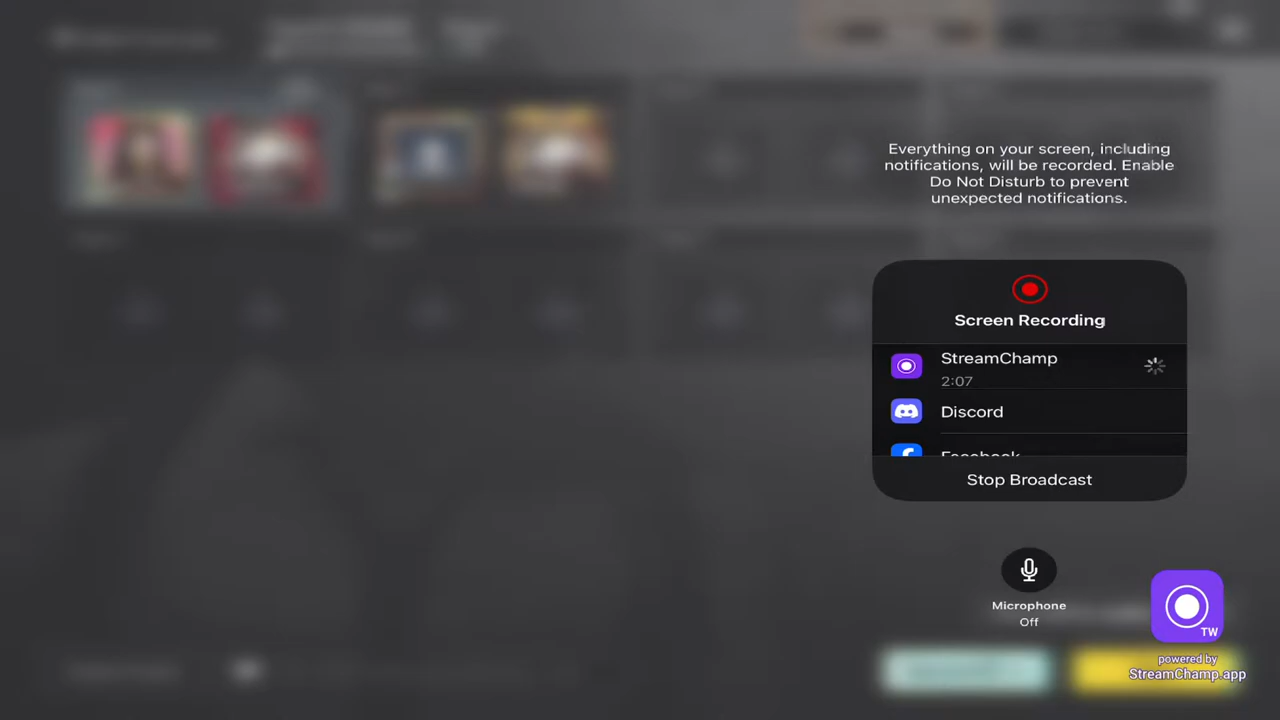 Everything on your screen, including
notifications, will be recorded. Enable
Do Not Disturb to prevent
unexpected notifications.
Screen Recording
StreamChamp
2:07
Discord
Facebook
Stop Broadcast
Microphone
Off
TW
powered by
StreamChamp.app